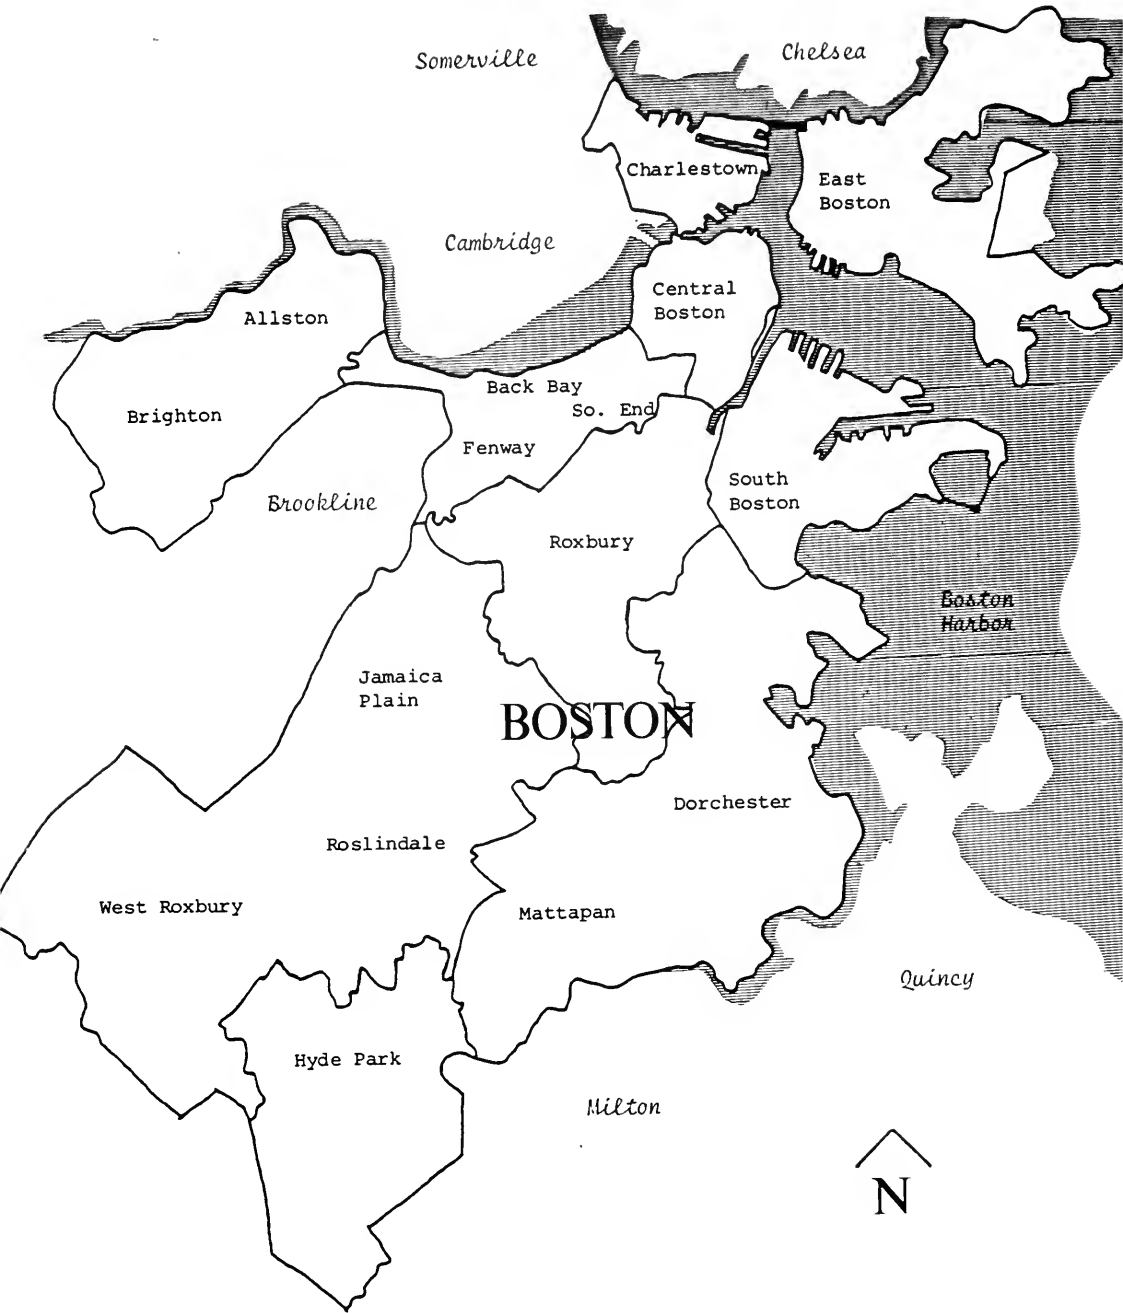 Somerville
Chelsea
Charlestown
East
Boston
Cambridge
Central
Boston
Allston
Back Bay
So. End
Brighton
Fenway
Brookline
South
Boston
Roxbury
Boston
Harbor
Jamaica
Plain
BOSTON
Dorchester
Roslindale
West Roxbury
Mattapan
Quincy
Hyde Park
Milton
N